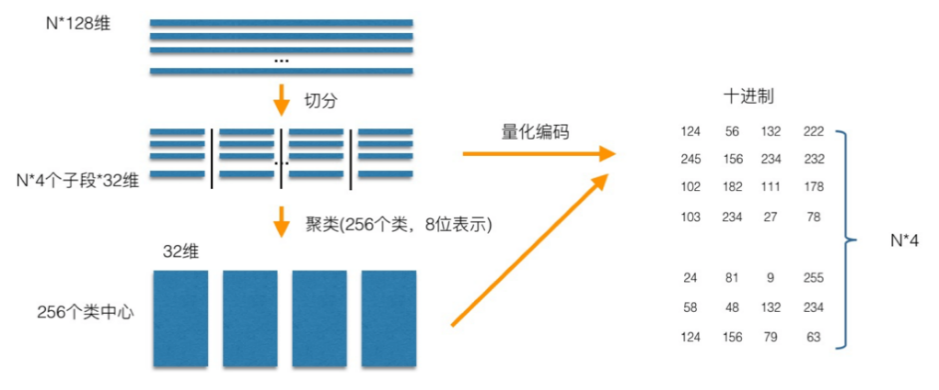 N*128维
...
切分
N*4个子段*32维
...
聚类(256个类，8位表示)
32维
256个类中心
量化编码
十进制
124 56 132 222
245 156 234 232
102 182 111 178
103 234 27 78
24 81 9 255
58 48 132 234
124 156 79 63
N*4